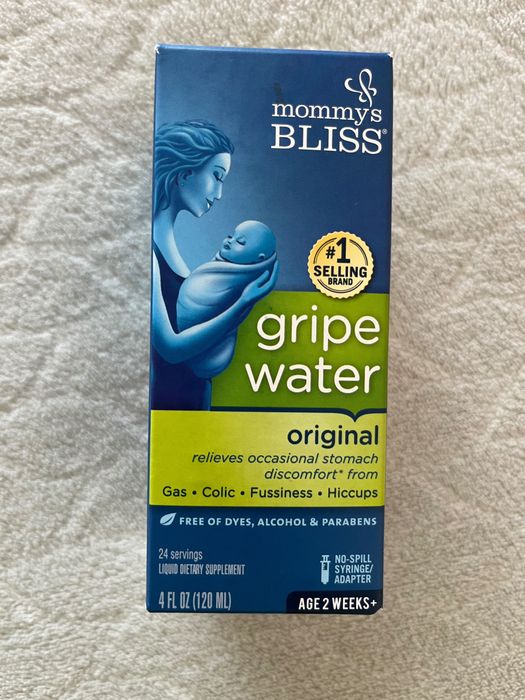 mommy's
BLISS®
#1
SELLING
BRAND
gripe
water
original
relieves occasional stomach
discomfort* from
Gas • Colic • Fussiness • Hiccups
FREE OF DYES, ALCOHOL & PARABENS
24 servings
LIQUID DIETARY SUPPLEMENT
4 FL OZ (120 ML)
NO-SPILL
SYRINGE/
ADAPTER
AGE 2 WEEKS+